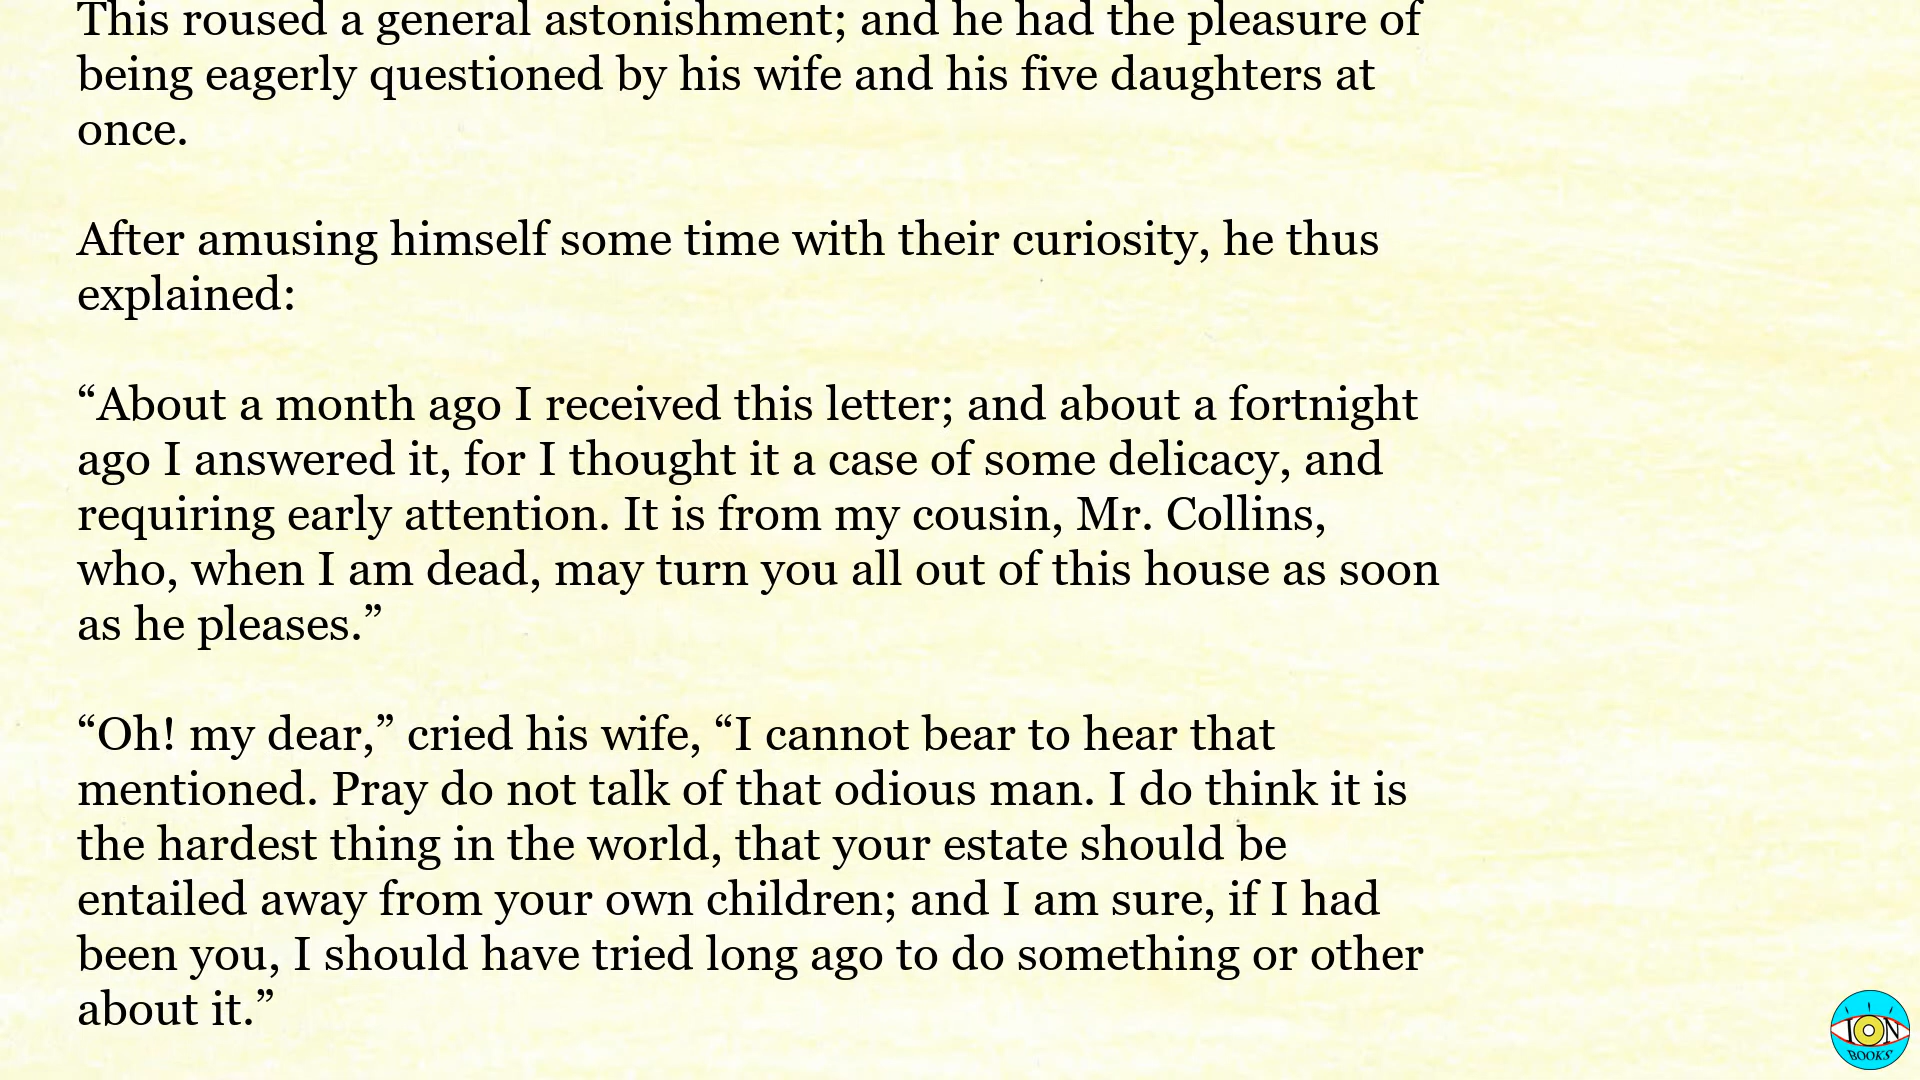 This roused a general astonishment; and he had the pleasure of
being eagerly questioned by his wife and his five daughters at
once.
After amusing himself some time with their curiosity, he thus
explained:
“About a month ago I received this letter; and about a fortnight
ago I answered it, for I thought it a case of some delicacy, and
requiring early attention. It is from my cousin, Mr. Collins,
who, when I am dead, may turn you all out of this house as soon
as he pleases.”
“Oh! my dear,” cried his wife, “I cannot bear to hear that
mentioned. Pray do not talk of that odious man. I do think it is
the hardest thing in the world, that your estate should be
entailed away from your own children; and I am sure, if I had
been you, I should have tried long ago to do something or other
about it.”
ION
BOOKS